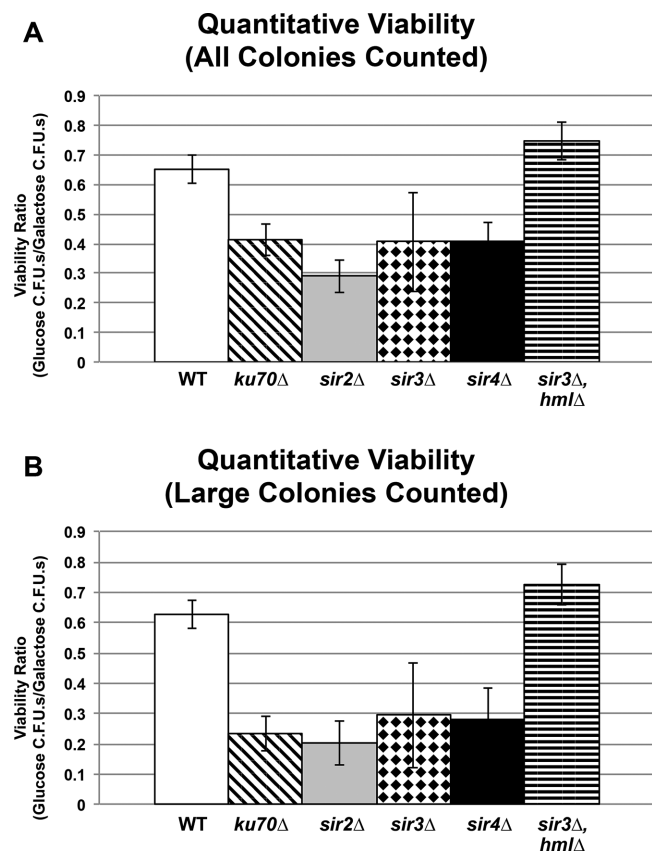 A
Quantitative Viability
(All Colonies Counted)
Viability Ratio
(Glucose C.F.U.s/Galactose C.F.U.s)
0.9
0.8
0.7
0.6
0.5
0.4
0.3
0.2
0.1
0
WT ku70Δ sir2Δ sir3Δ sir4Δ sir3Δ,
hmlΔ
B
Quantitative Viability
(Large Colonies Counted)
Viability Ratio
(Glucose C.F.U.s/Galactose C.F.U.s)
0.9
0.8
0.7
0.6
0.5
0.4
0.3
0.2
0.1
0
WT ku70Δ sir2Δ sir3Δ sir4Δ sir3Δ,
hmlΔ